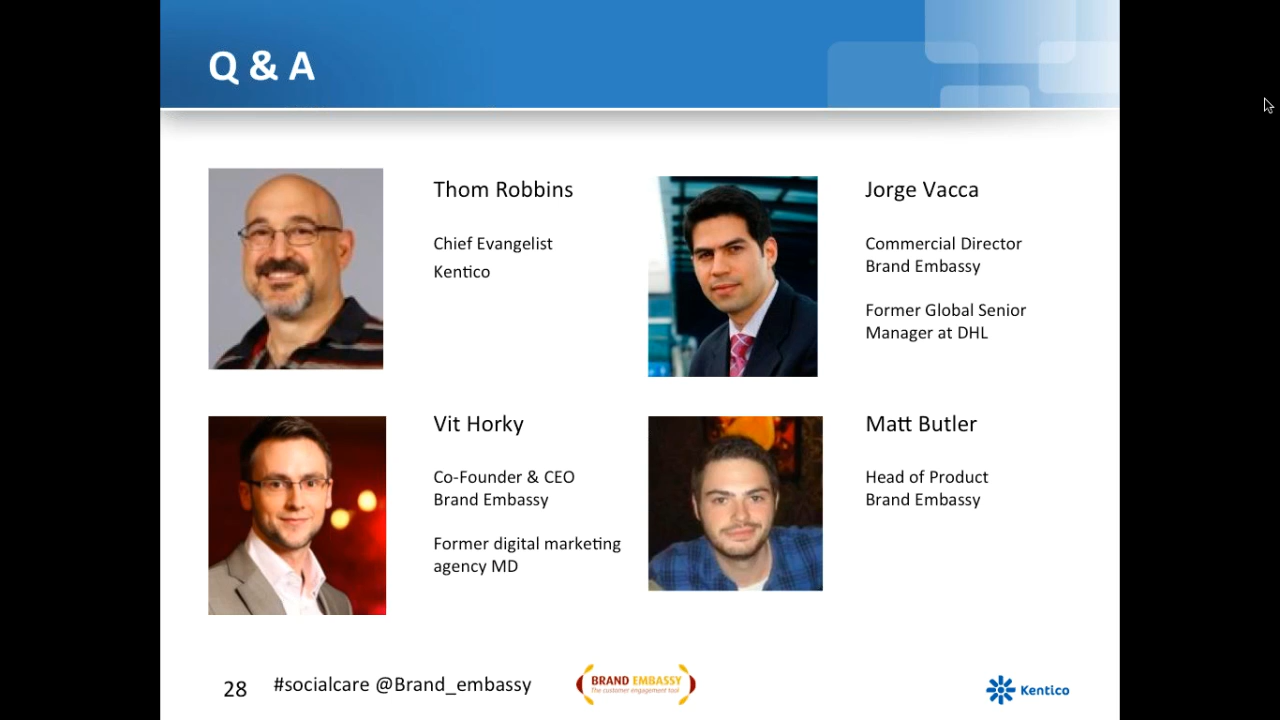 Q & A
Thom Robbins
Chief Evangelist
Kentico
Jorge Vacca
Commercial Director
Brand Embassy
Former Global Senior
Manager at DHL
Vit Horky
Co-Founder & CEO
Brand Embassy
Former digital marketing
agency MD
Matt Butler
Head of Product
Brand Embassy
28
#socialcare @Brand_embassy
BRAND EMBASSY
The customer engagement tool
Kentico